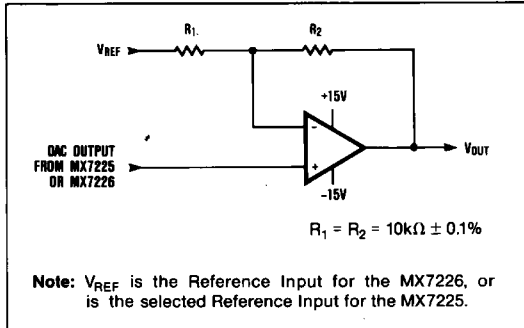 R₁
R₂
VREF
+15V
-
DAC OUTPUT
FROM MX7225
OR MX7226
+
VOUT
-15V
R₁ = R₂ = 10kΩ ± 0.1%
Note: VREF is the Reference Input for the MX7226, or
is the selected Reference Input for the MX7225.